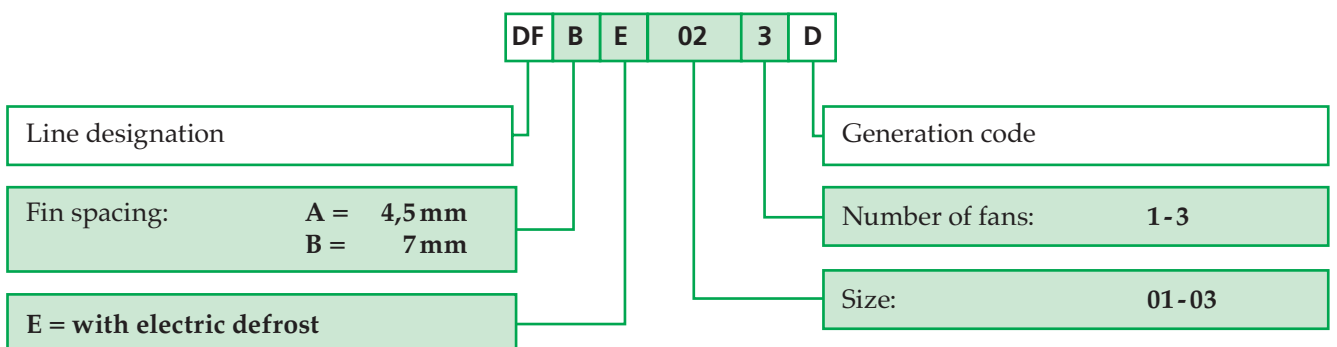 DF B E 02 3 D
Line designation
Generation code
Fin spacing: A = 4,5 mm
B = 7 mm
Number of fans: 1-3
E = with electric defrost
Size: 01-03